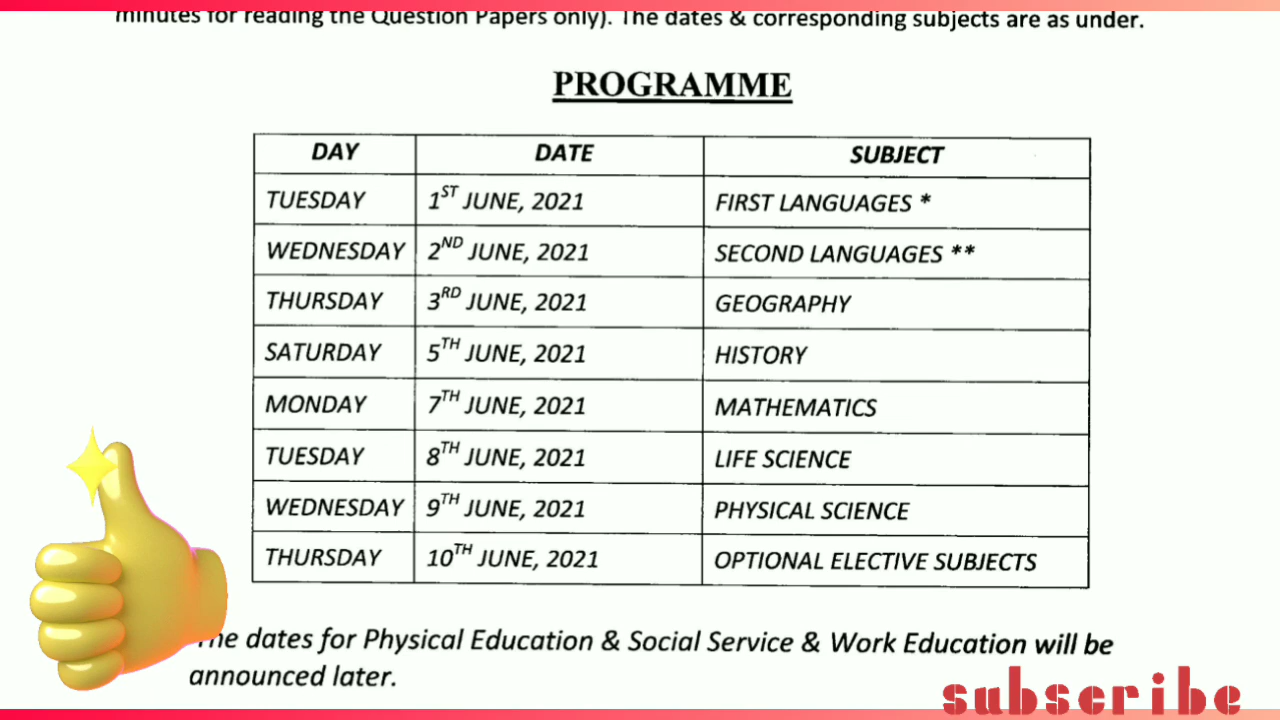 minutes for reading the Question Papers only). The dates & corresponding subjects are as under.
PROGRAMME
DAY DATE SUBJECT
TUESDAY 1ST JUNE, 2021 FIRST LANGUAGES *
WEDNESDAY 2ND JUNE, 2021 SECOND LANGUAGES **
THURSDAY 3RD JUNE, 2021 GEOGRAPHY
SATURDAY 5TH JUNE, 2021 HISTORY
MONDAY 7TH JUNE, 2021 MATHEMATICS
TUESDAY 8TH JUNE, 2021 LIFE SCIENCE
WEDNESDAY 9TH JUNE, 2021 PHYSICAL SCIENCE
THURSDAY 10TH JUNE, 2021 OPTIONAL ELECTIVE SUBJECTS
The dates for Physical Education & Social Service & Work Education will be
announced later.
subscribe